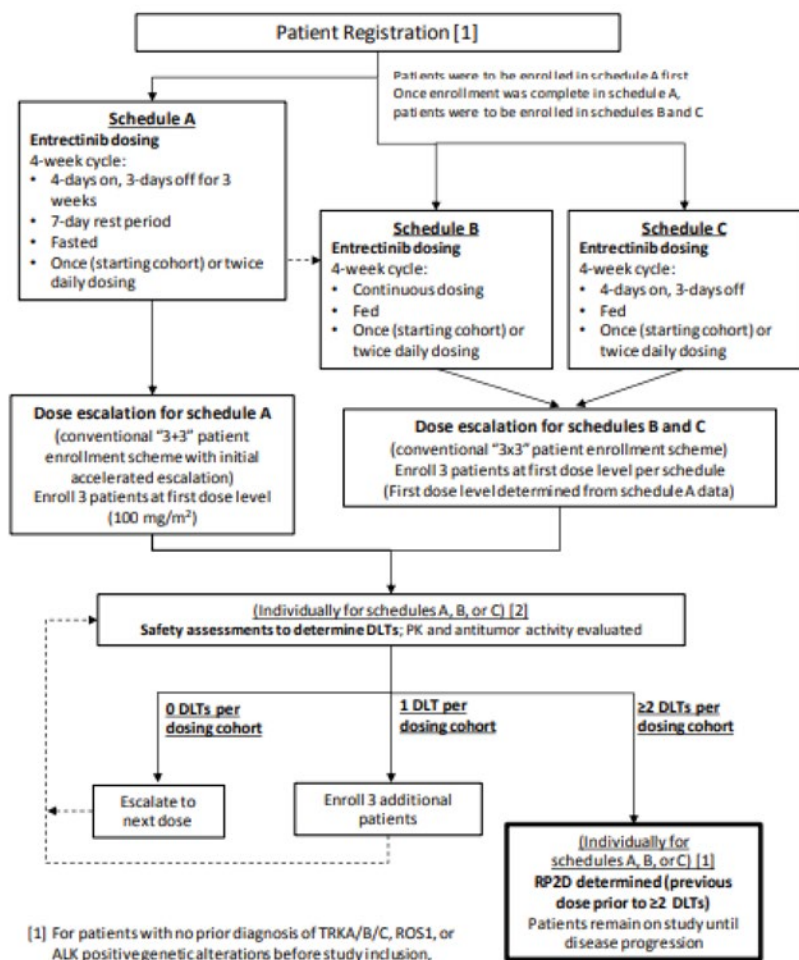 Patient Registration [1]
Patients were to be enrolled in schedule A first
Once enrollment was complete in schedule A,
patients were to be enrolled in schedules B and C
Schedule A
Entrectinib dosing
4-week cycle:
• 4-days on, 3-days off for 3
weeks
• 7-day rest period
• Fasted
• Once (starting cohort) or twice
daily dosing
Schedule B
Entrectinib dosing
4-week cycle:
• Continuous dosing
• Fed
• Once (starting cohort) or
twice daily dosing
Schedule C
Entrectinib dosing
4-week cycle:
• 4-days on, 3-days off
• Fed
• Once (starting cohort) or
twice daily dosing
Dose escalation for schedule A
(conventional “3+3” patient
enrollment scheme with initial
accelerated escalation)
Enroll 3 patients at first dose level
(100 mg/m²)
Dose escalation for schedules B and C
(conventional “3x3” patient enrollment scheme)
Enroll 3 patients at first dose level per schedule
(First dose level determined from schedule A data)
(Individually for schedules A, B, or C) [2]
Safety assessments to determine DLTs; PK and antitumor activity evaluated
0 DLTs per
dosing cohort
1 DLT per
dosing cohort
≥2 DLTs per
dosing cohort
Escalate to
next dose
Enroll 3 additional
patients
(Individually for
schedules A, B, or C) [1]
RP2D determined (previous
dose prior to ≥2 DLTs)
Patients remain on study until
disease progression
[1] For patients with no prior diagnosis of TRKA/B/C, ROS1, or
ALK positive genetic alterations before study inclusion,